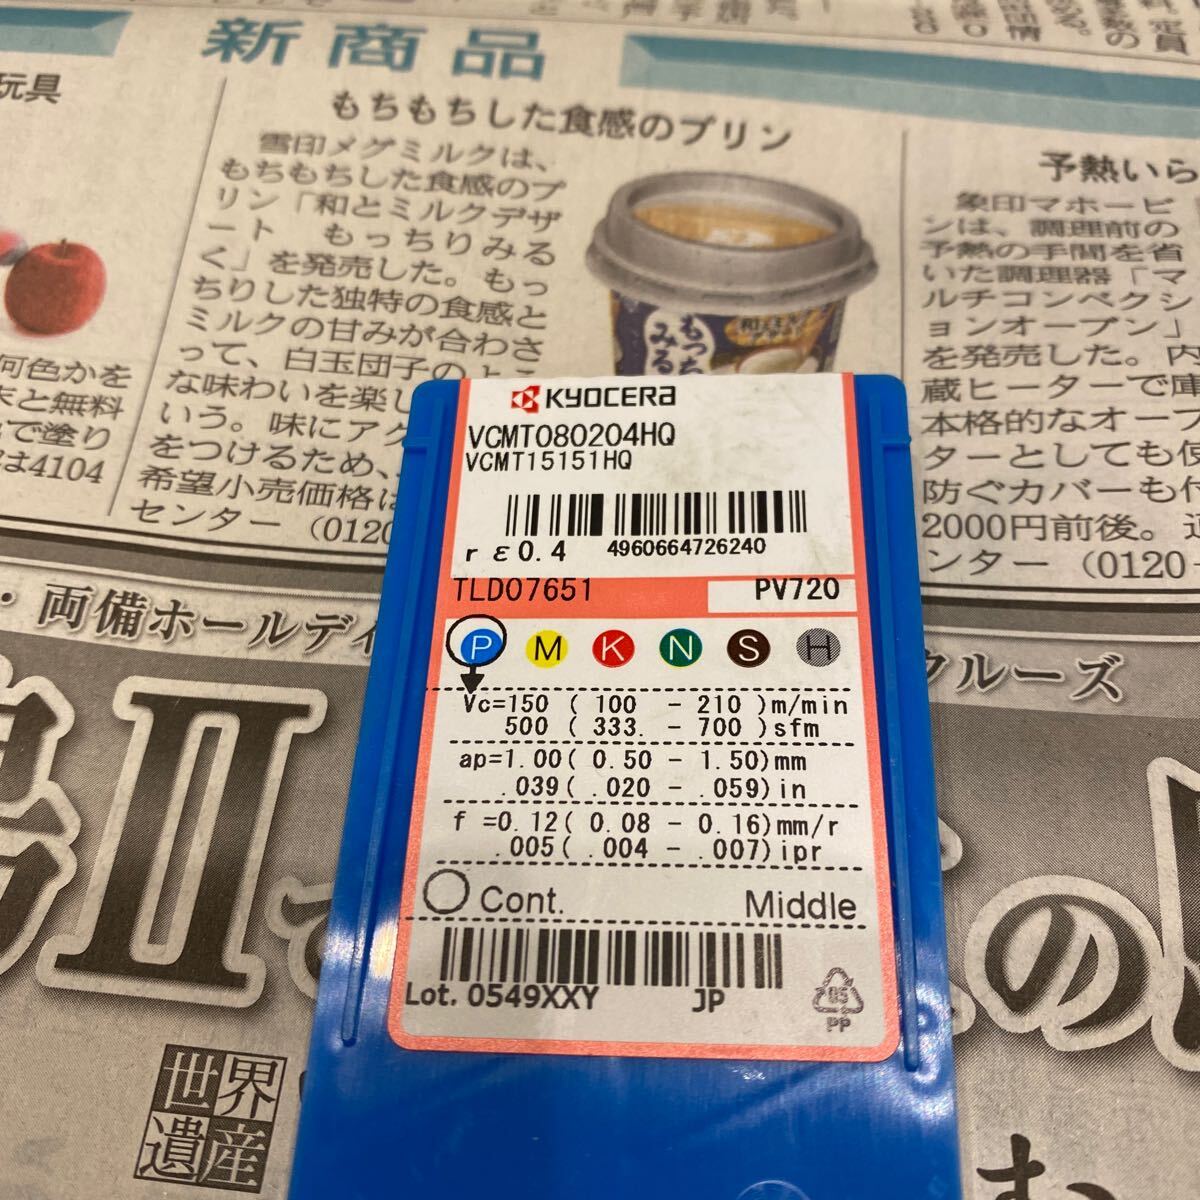 新商品
玩具
もちもちした食感のプリン
雪印メグミルクは、
もちもちした食感のプ
リン「和とミルクデザ
ート もっちりみる
く」を発売した。もっ
ちりした独特の食感と
ミルクの甘みが合わさ
って、白玉団子のよう
な味わいを楽し
いう。味にアク
をつけるため、
希望小売価格は
センター（0120
何色かを
末と無料
で塗り
は4104
予熱いら
象印マホービ
ンは、調理前の
予熱の手間を省
いた調理器「マ
ルチコンベクシ
ョンオーブン」
を発売した。内
蔵ヒーターで庫
本格的なオーブ
ターとしても使
防ぐカバーも付
2000円前後。
ンター（0120-
・両備ホールディ
クルーズ
KYOCERA
VCMT080204HQ
VCMT15151HQ
rε0.4 4960664726240
TLD07651 PV720
P M K N S H
Vc=150 ( 100 - 210 )m/min
500 ( 333. - 700 )sfm
ap=1.00( 0.50 - 1.50)mm
.039( .020 - .059)in
f =0.12( 0.08 - 0.16)mm/r
.005( .004 - .007)ipr
Cont. Middle
Lot. 0549XXY JP
05
PP
II
の
世界
遺産
お